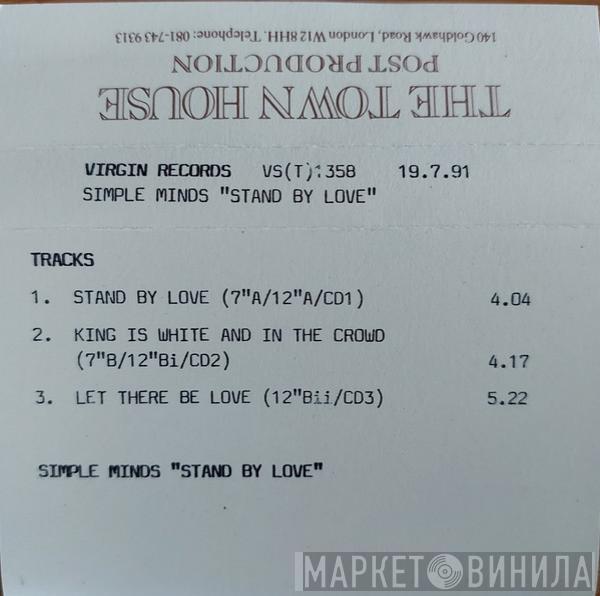 140 Goldhawk Road, London W12 8HH. Telephone: 081-743 9313
POST PRODUCTION
THE TOWN HOUSE
VIRGIN RECORDS VS(T)1358 19.7.91
SIMPLE MINDS "STAND BY LOVE"
TRACKS
1. STAND BY LOVE (7"A/12"A/CD1) 4.04
2. KING IS WHITE AND IN THE CROWD
(7"B/12"Bi/CD2) 4.17
3. LET THERE BE LOVE (12"Bii/CD3) 5.22
SIMPLE MINDS "STAND BY LOVE"
МАРКЕТ ВИНИЛА